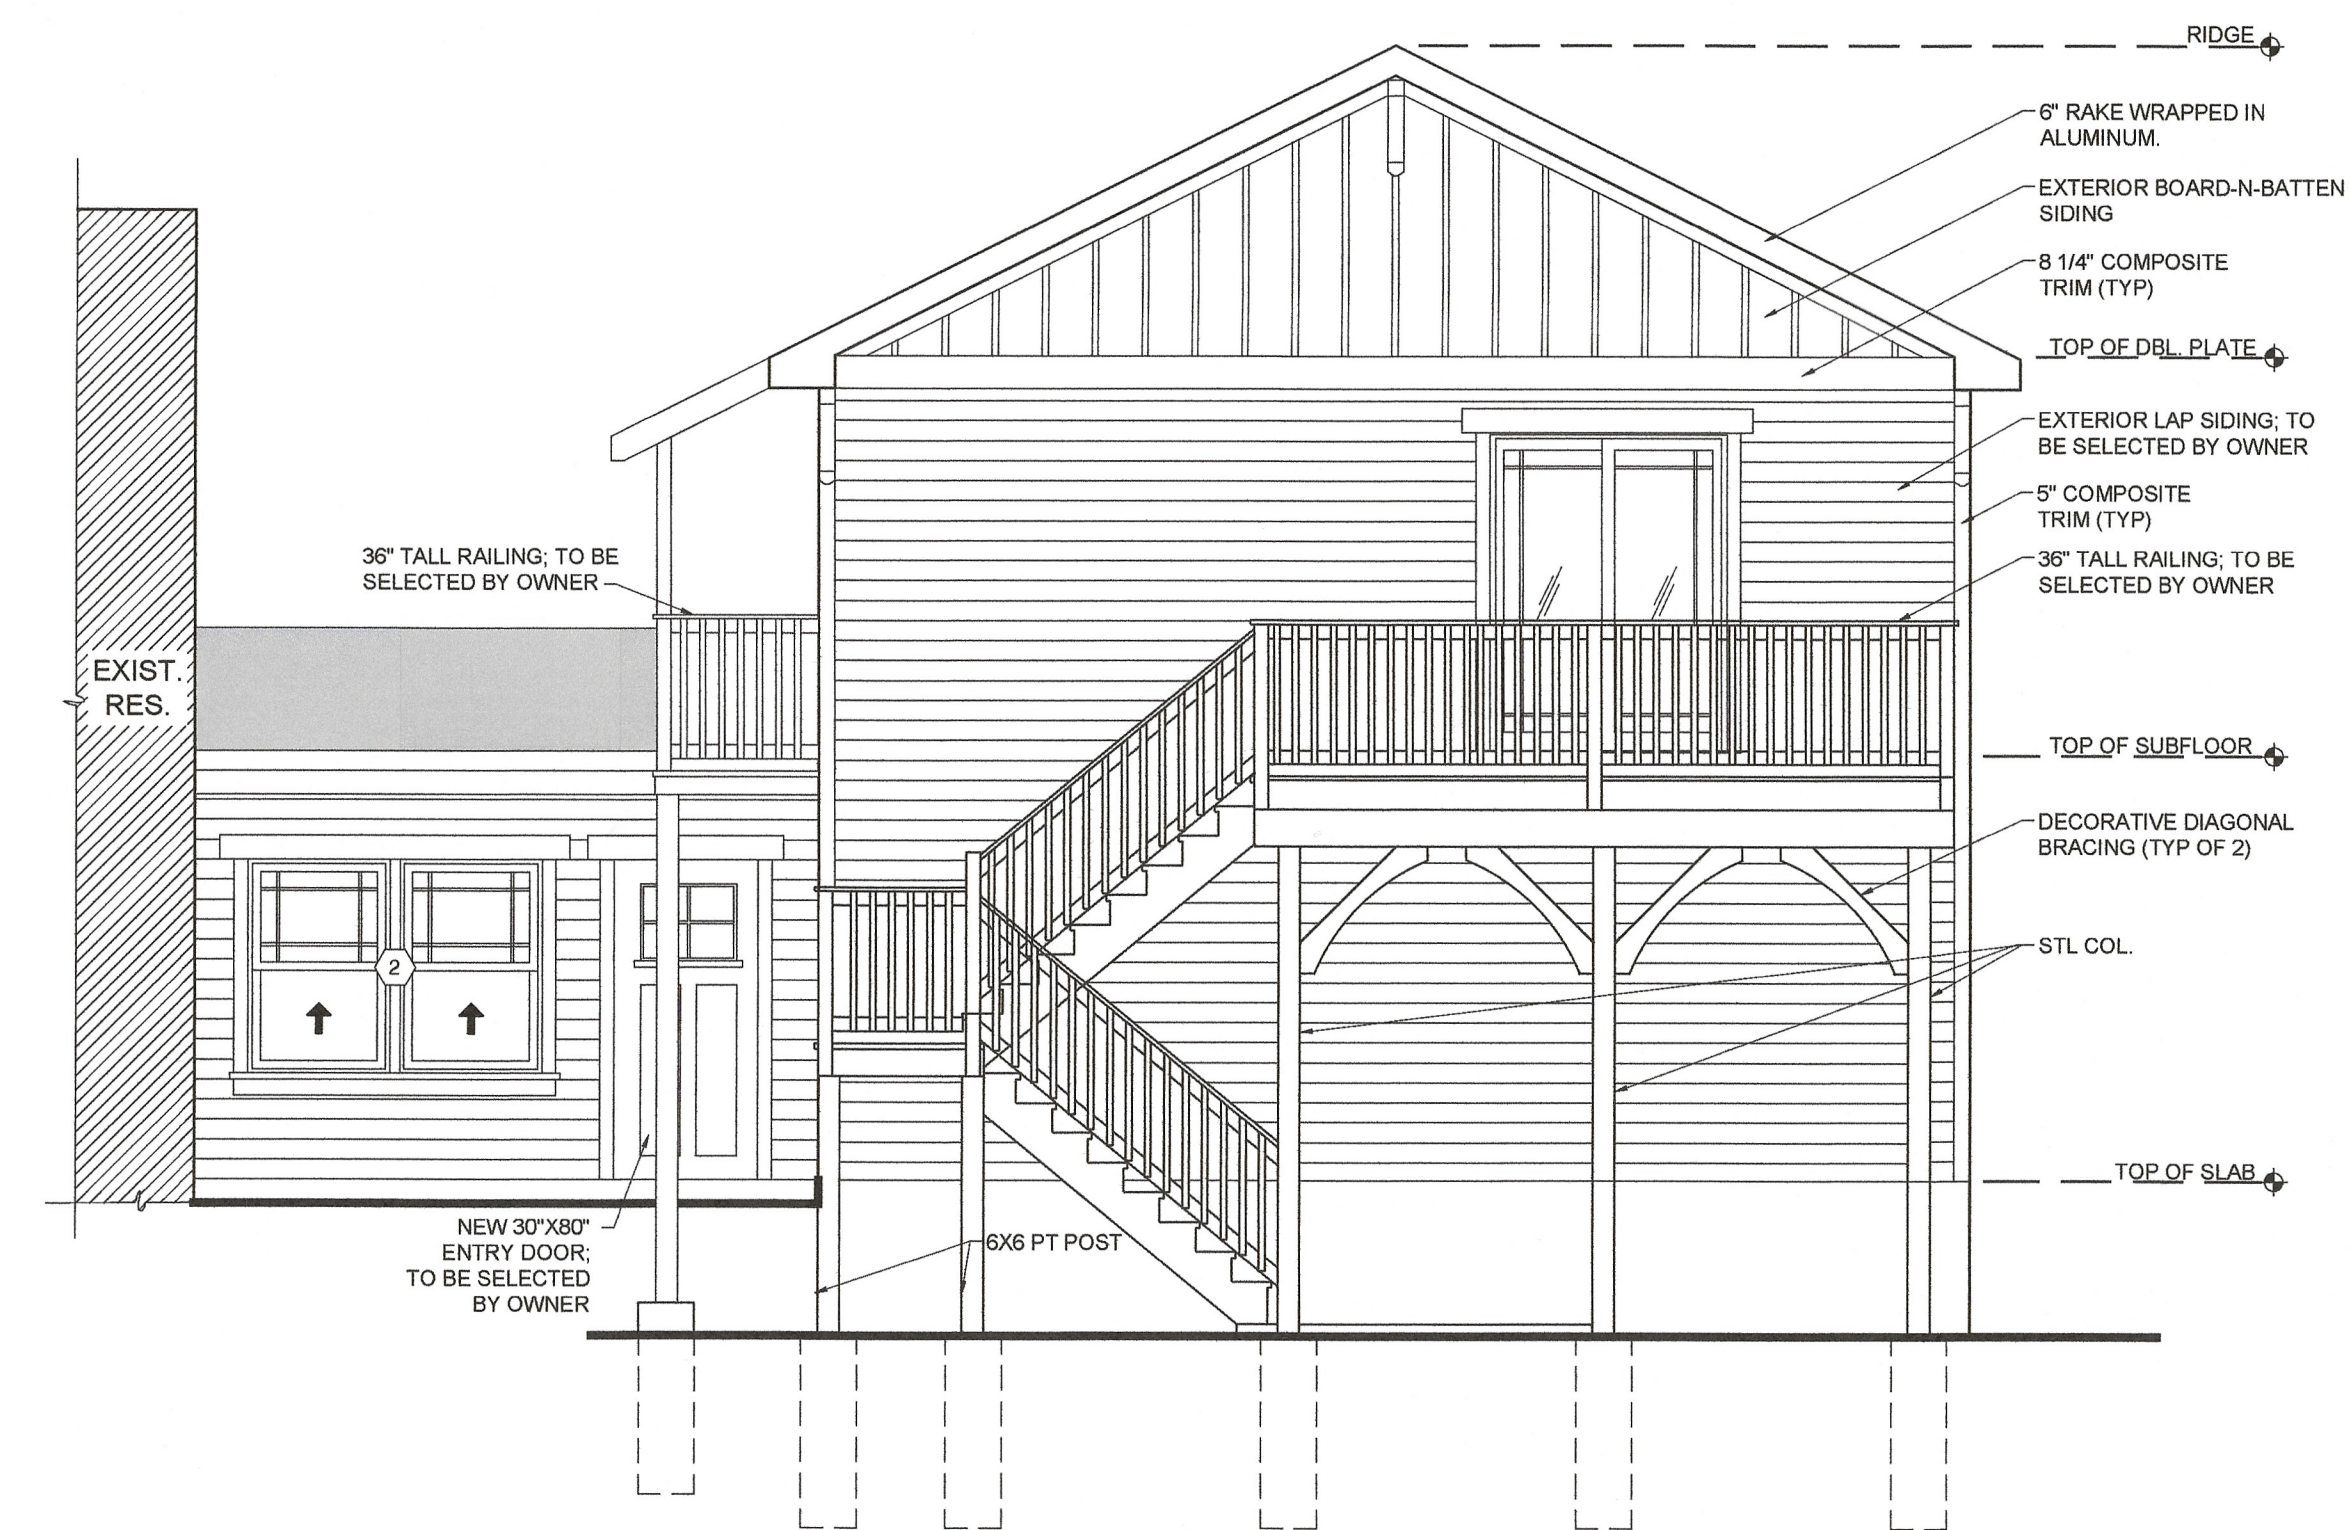 RIDGE
6" RAKE WRAPPED IN
ALUMINUM.
EXTERIOR BOARD-N-BATTEN
SIDING
8 1/4" COMPOSITE
TRIM (TYP)
TOP OF DBL. PLATE
EXTERIOR LAP SIDING; TO
BE SELECTED BY OWNER
5" COMPOSITE
TRIM (TYP)
36" TALL RAILING; TO BE
SELECTED BY OWNER
36" TALL RAILING; TO BE
SELECTED BY OWNER
EXIST.
RES.
TOP OF SUBFLOOR
DECORATIVE DIAGONAL
BRACING (TYP OF 2)
STL COL.
2
TOP OF SLAB
NEW 30"X80"
ENTRY DOOR;
TO BE SELECTED
BY OWNER
6X6 PT POST